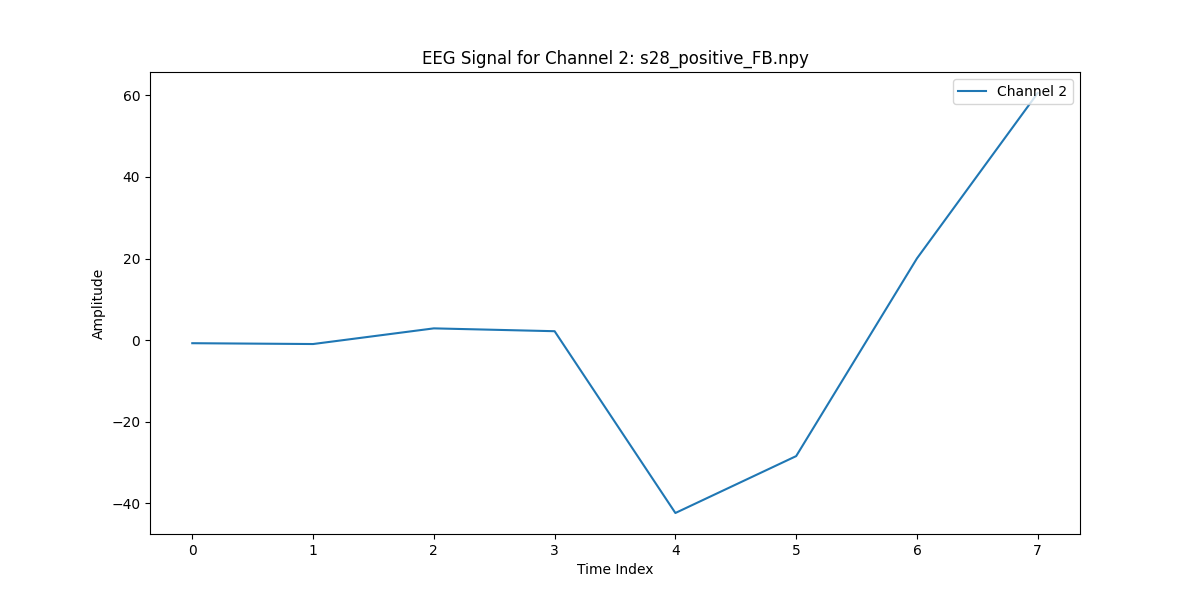 EEG Signal for Channel 2: s28_positive_FB.npy
Channel 2
60
40
20
0
−20
−40
Amplitude
0 1 2 3 4 5 6 7
Time Index